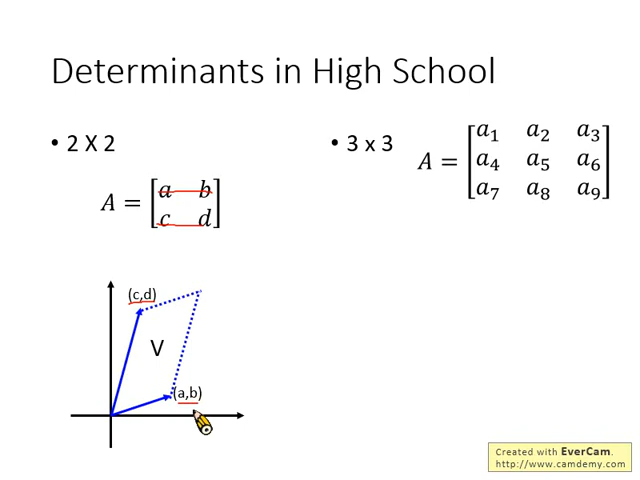 Determinants in High School
• 2 X 2
A = [a b
c d]
• 3 x 3
A = [a₁ a₂ a₃
a₄ a₅ a₆
a₇ a₈ a₉]
(c,d)
V
(a,b)
Created with EverCam.
http://www.camdemy.com